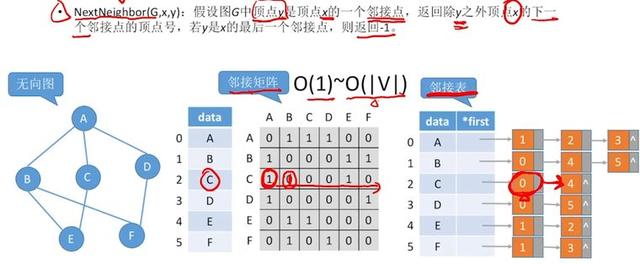 • NextNeighbor(G,x,y)：假设图G中顶点y是顶点x的一个邻接点，返回除y之外顶点x的下一
个邻接点的顶点号，若y是x的最后一个邻接点，则返回-1。
无向图
A
B
C
D
E
F
邻接矩阵
O(1)~O(|V|)
data
0 A
1 B
2 C
3 D
4 E
5 F
A B C D E F
A 0 1 1 1 0 0
B 1 0 0 0 1 1
C 1
D 1 0 0 0 0 1
E 0 1 1 0 0 0
F 0 1 0 1 0 0
邻接表
data *first
0 A 1 2 3 ^
1 B 0 4 5 ^
2 C 0 4 ^
3 D 0 5 ^
4 E 1 2 ^
5 F 1 3 ^